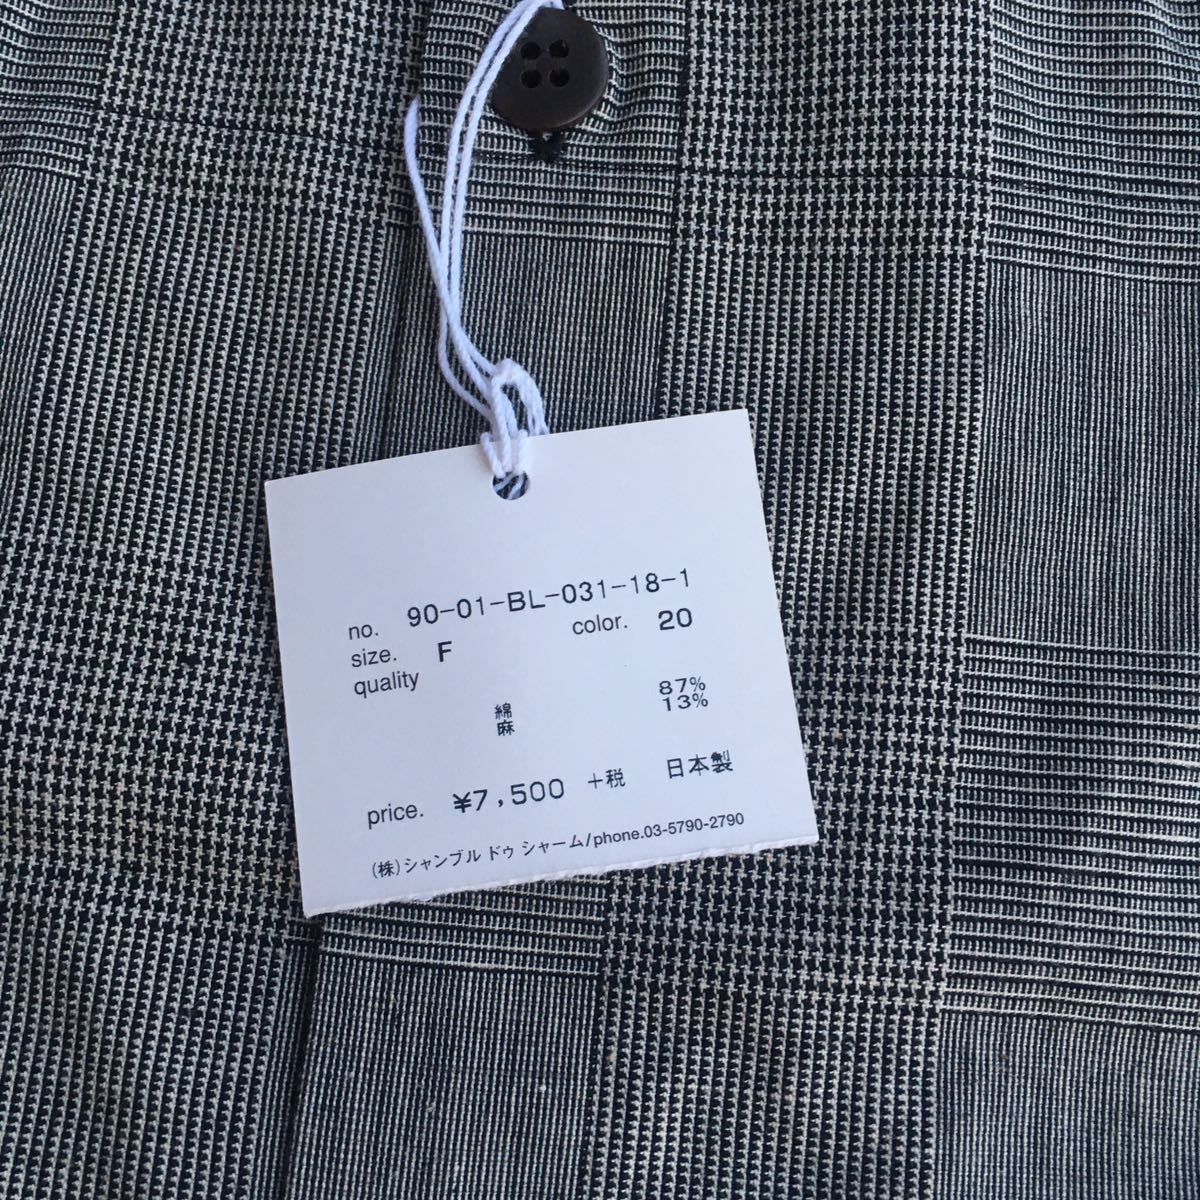 no. 90-01-BL-031-18-1
size. F color. 20
quality
綿 87%
麻 13%
price. ¥7,500 +税 日本製
(株)シャンブル ドゥ シャーム/phone.03-5790-2790